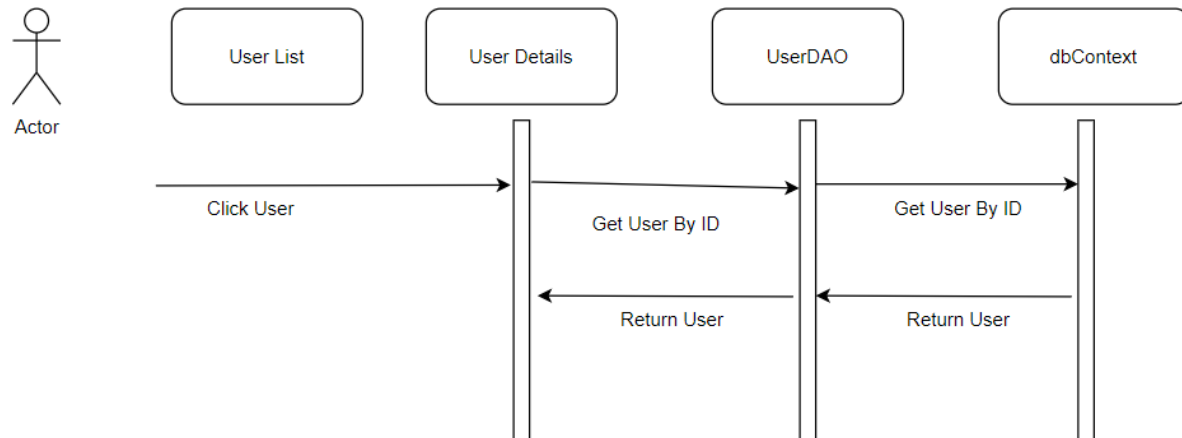 User List
User Details
UserDAO
dbContext
Actor
Click User
Get User By ID
Get User By ID
Return User
Return User